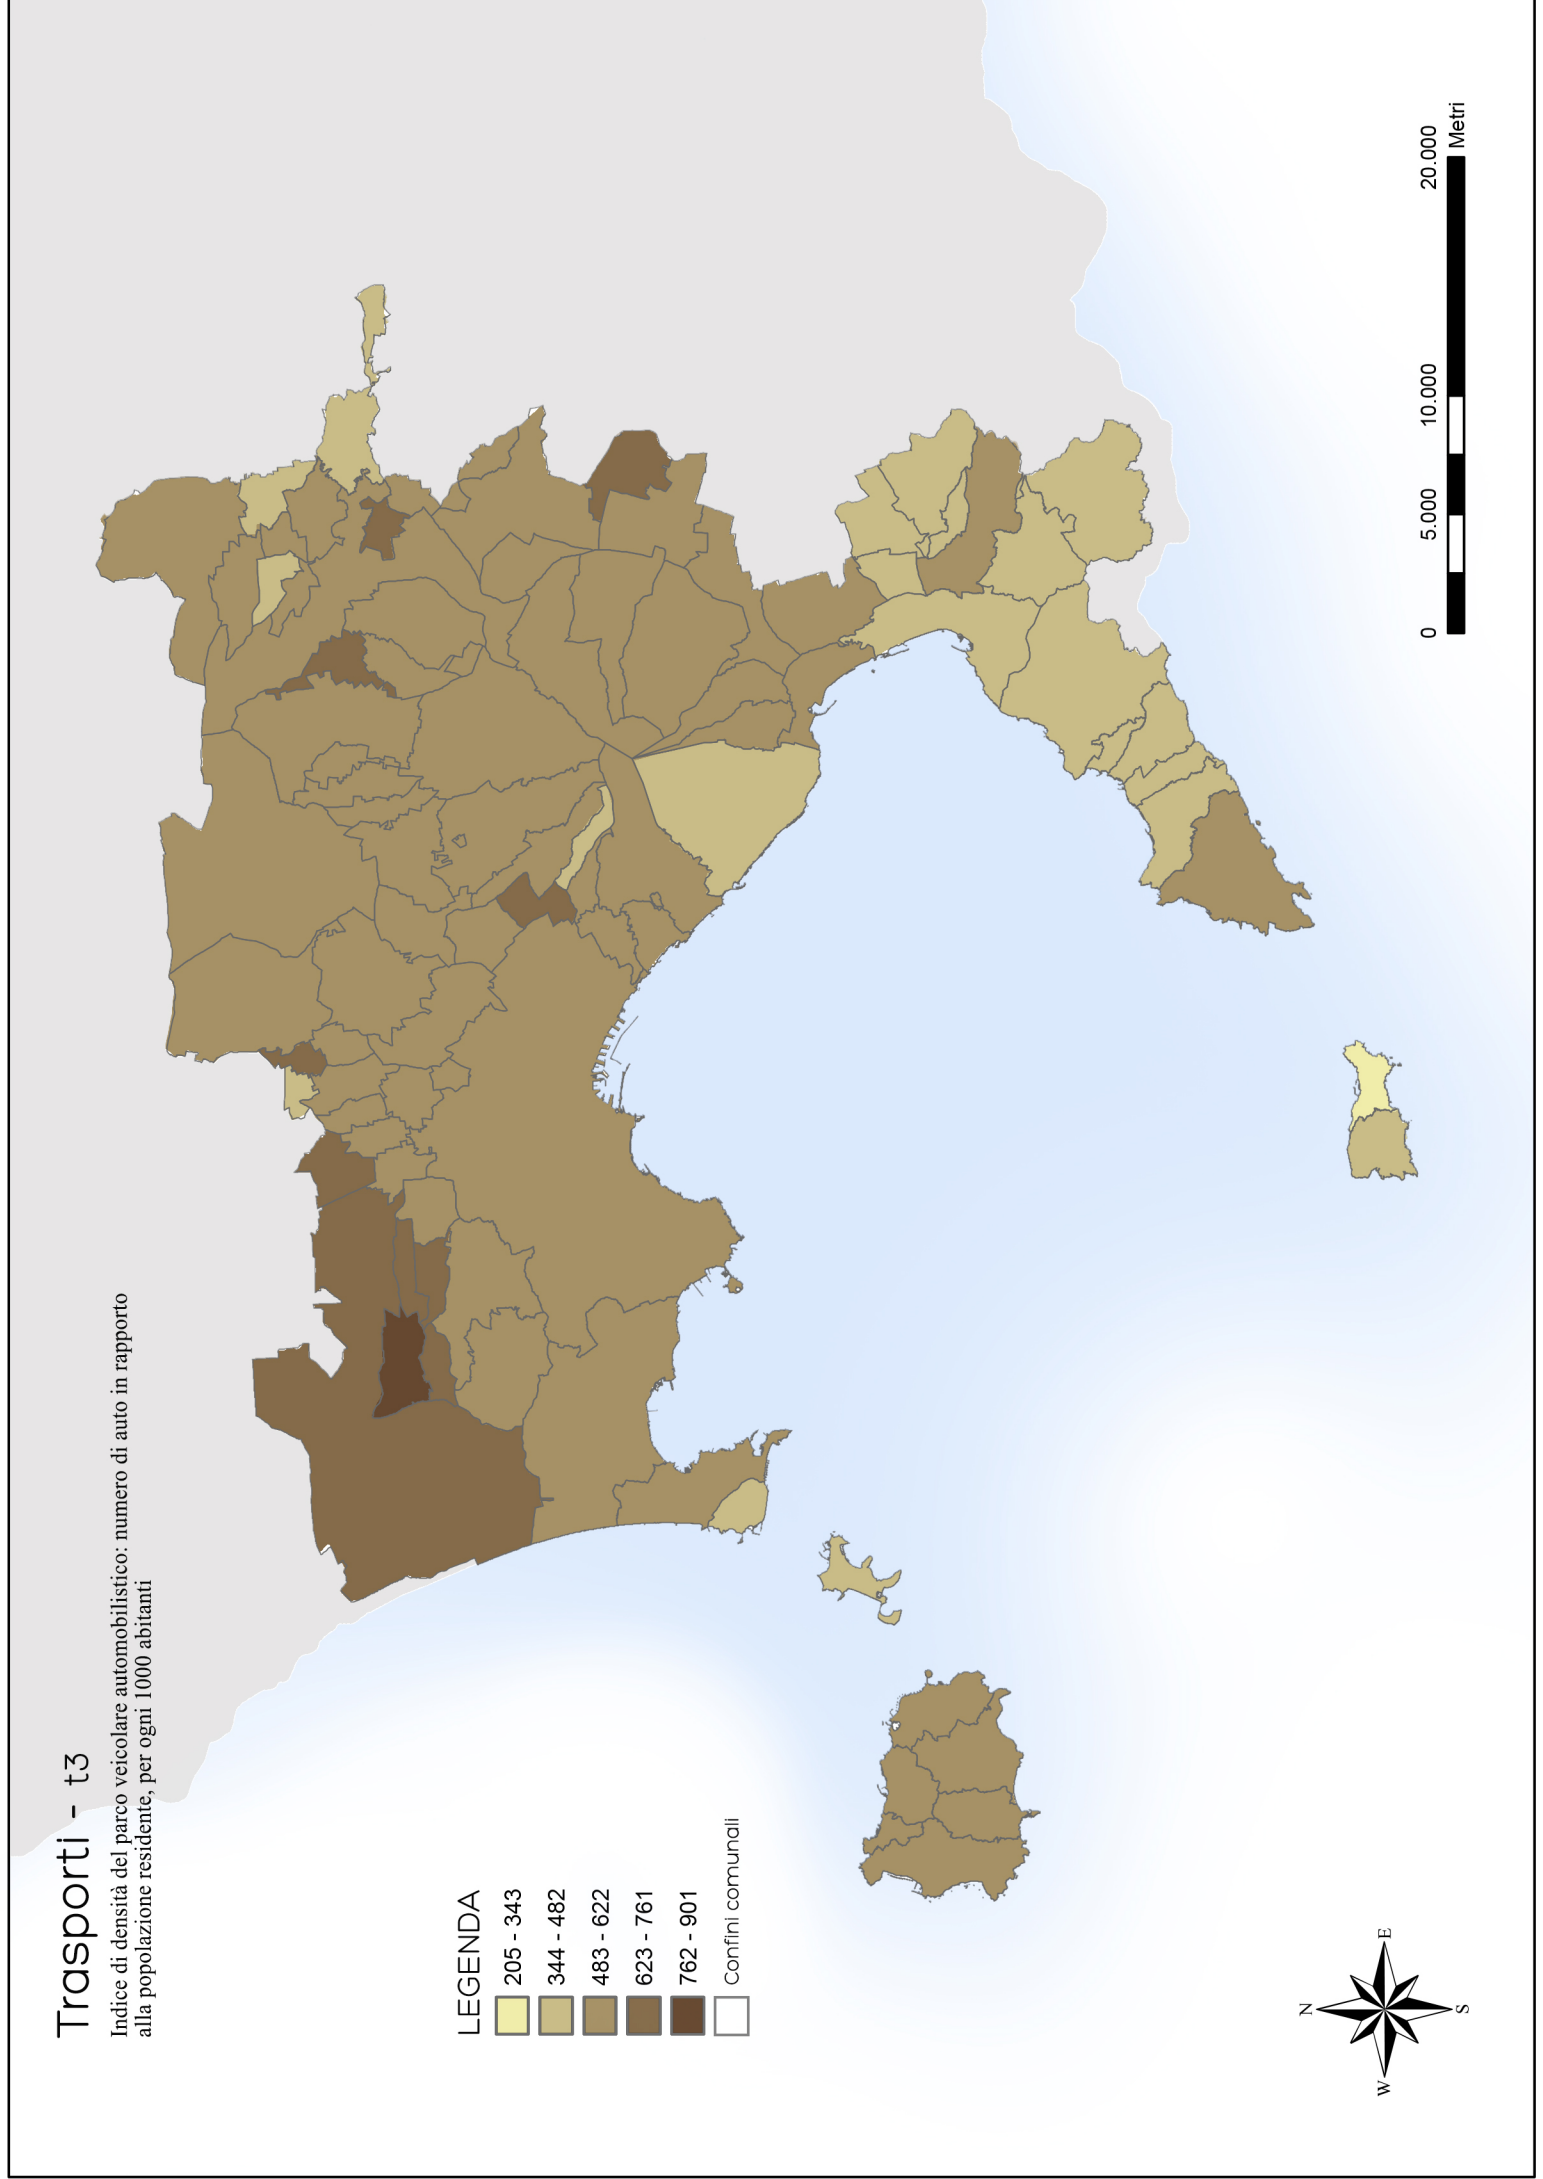 Trasporti - t3
Indice di densità del parco veicolare automobilistico: numero di auto in rapporto
alla popolazione residente, per ogni 1000 abitanti
LEGENDA
205 - 343
344 - 482
483 - 622
623 - 761
762 - 901
Confini comunali
N
W
E
S
0
5.000
10.000
20.000
Metri